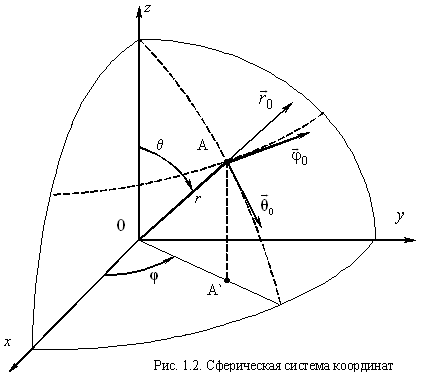 z
r̄₀
θ
A
φ̄₀
r
θ̄₀
0
y
φ
A`
x
Рис. 1.2. Сферическая система координат